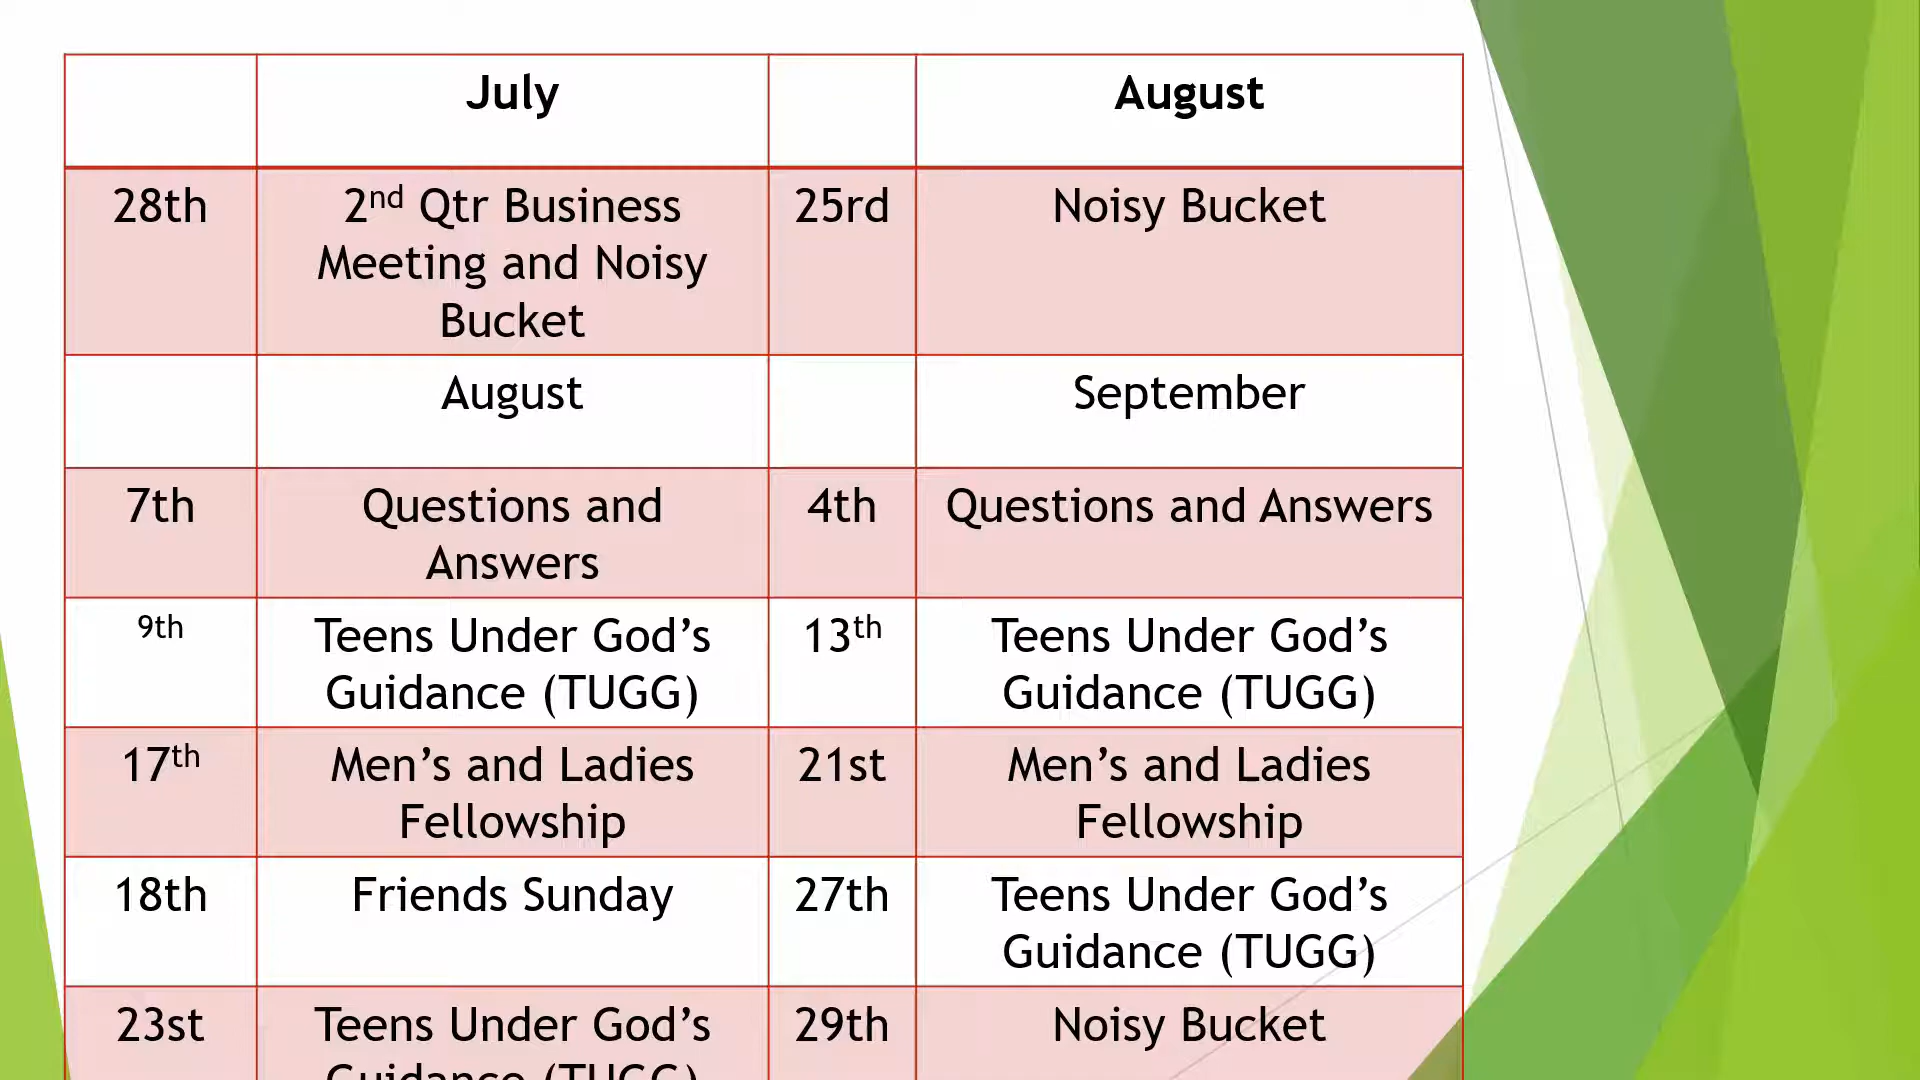 July
August
28th
2nd Qtr Business
Meeting and Noisy
Bucket
25rd
Noisy Bucket
August
September
7th
Questions and
Answers
4th
Questions and Answers
9th
Teens Under God’s
Guidance (TUGG)
13th
Teens Under God’s
Guidance (TUGG)
17th
Men’s and Ladies
Fellowship
21st
Men’s and Ladies
Fellowship
18th
Friends Sunday
27th
Teens Under God’s
Guidance (TUGG)
23st
Teens Under God’s
Guidance (TUGG)
29th
Noisy Bucket